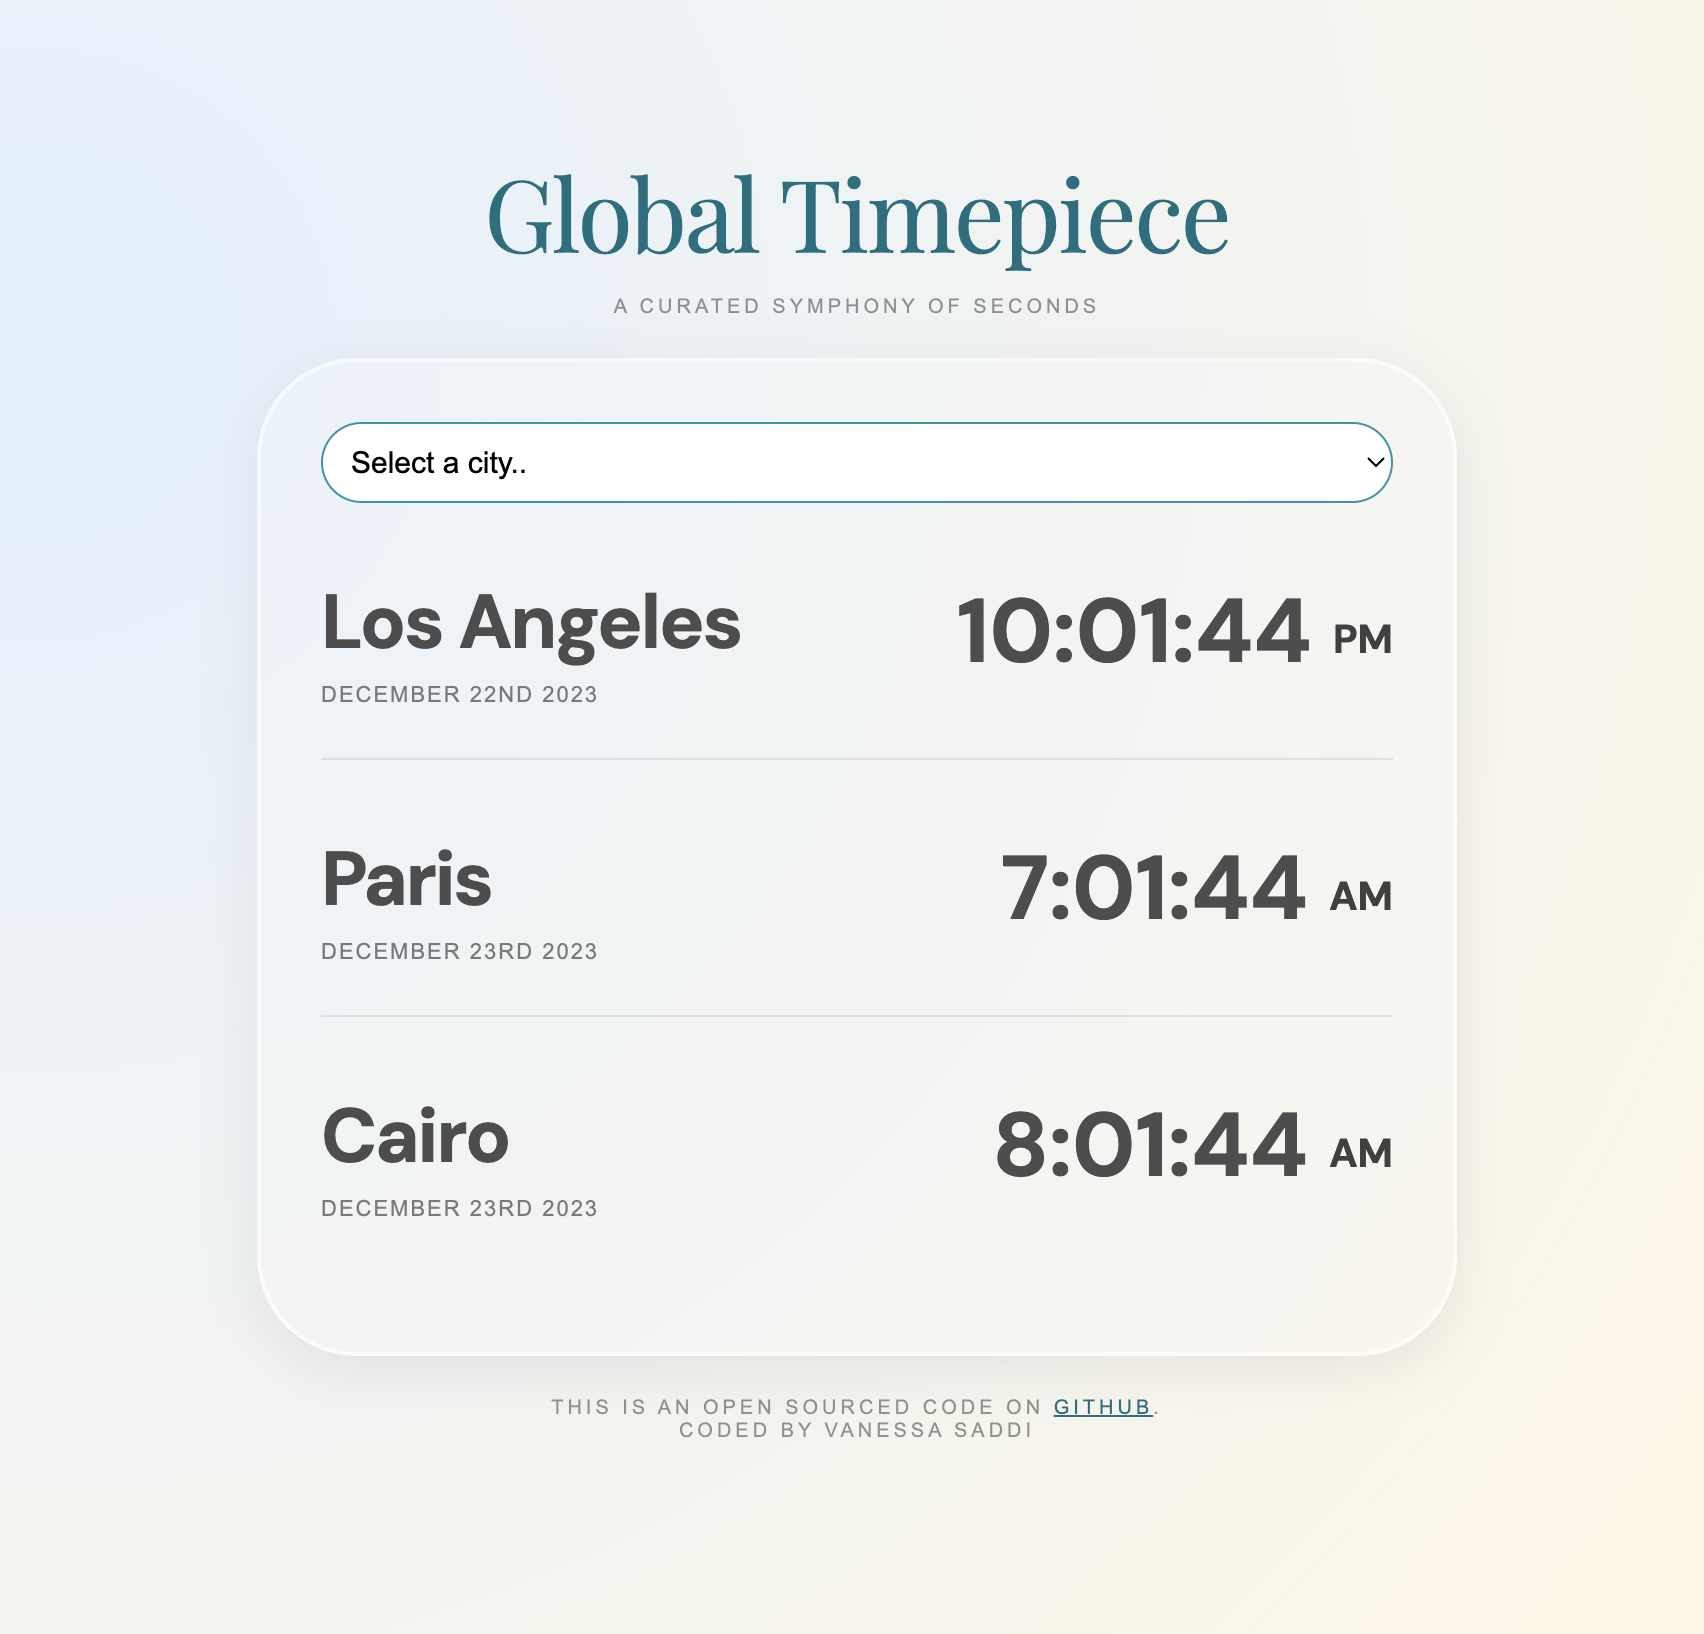 Global Timepiece
A CURATED SYMPHONY OF SECONDS
Select a city..
Los Angeles
10:01:44 PM
DECEMBER 22ND 2023
Paris
7:01:44 AM
DECEMBER 23RD 2023
Cairo
8:01:44 AM
DECEMBER 23RD 2023
THIS IS AN OPEN SOURCED CODE ON GITHUB.
CODED BY VANESSA SADDI